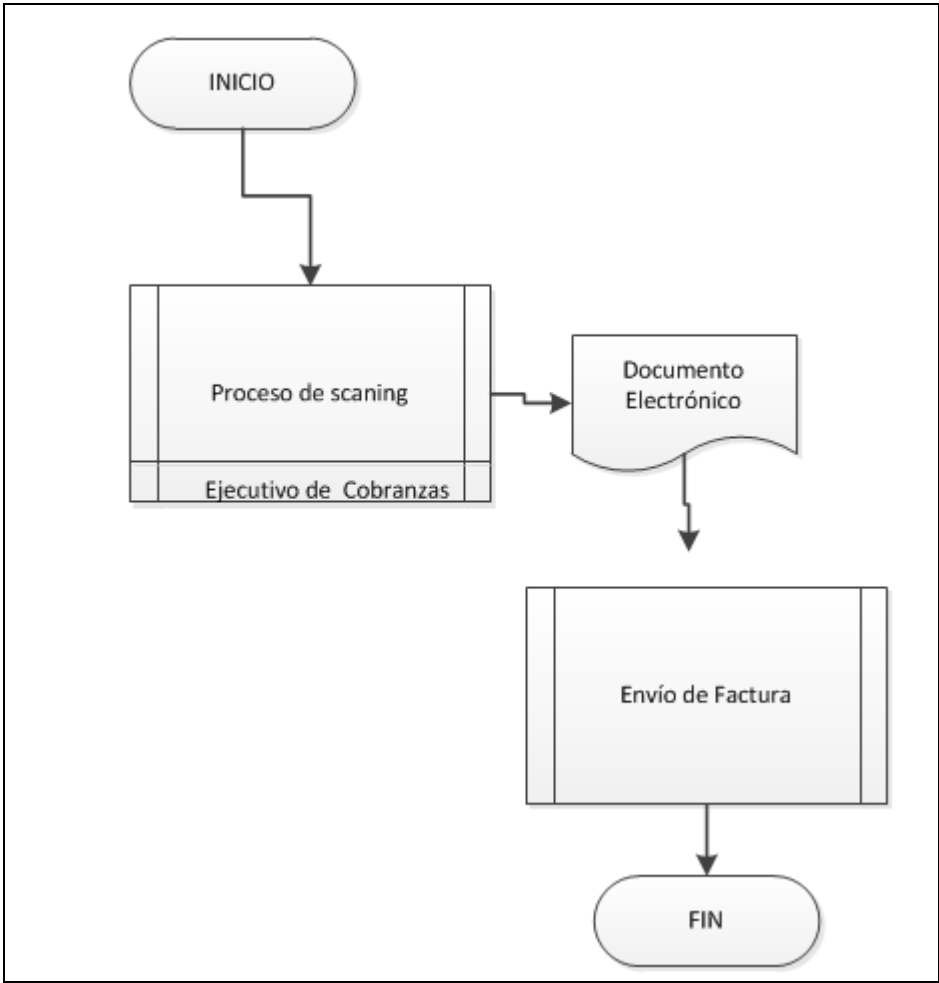 INICIO
Proceso de scaning
Ejecutivo de Cobranzas
Documento
Electrónico
Envío de Factura
FIN